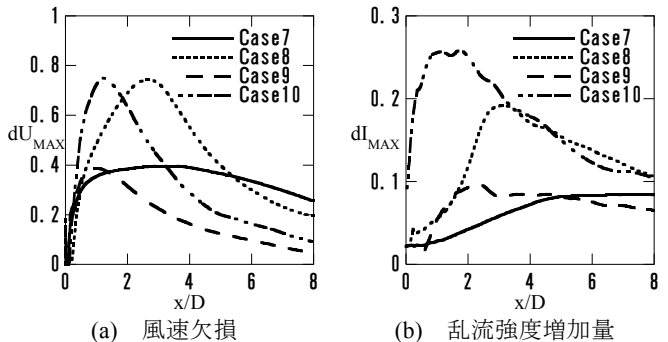 1
0.8
0.6
0.4
0.2
0
dU_MAX
0 2 4 6 8
x/D
Case7
Case8
Case9
Case10
(a) 風速欠損
0.3
0.2
0.1
0
dI_MAX
0 2 4 6 8
x/D
Case7
Case8
Case9
Case10
(b) 乱流強度増加量